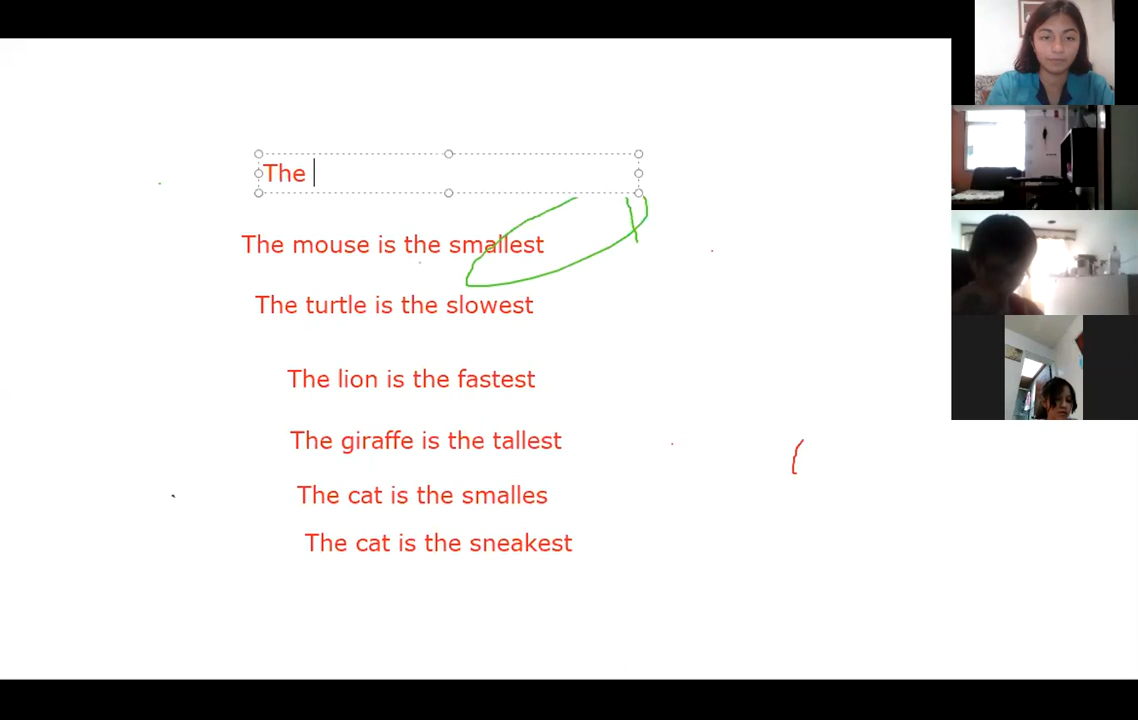 The
The mouse is the smallest
The turtle is the slowest
The lion is the fastest
The giraffe is the tallest
The cat is the smalles
The cat is the sneakest